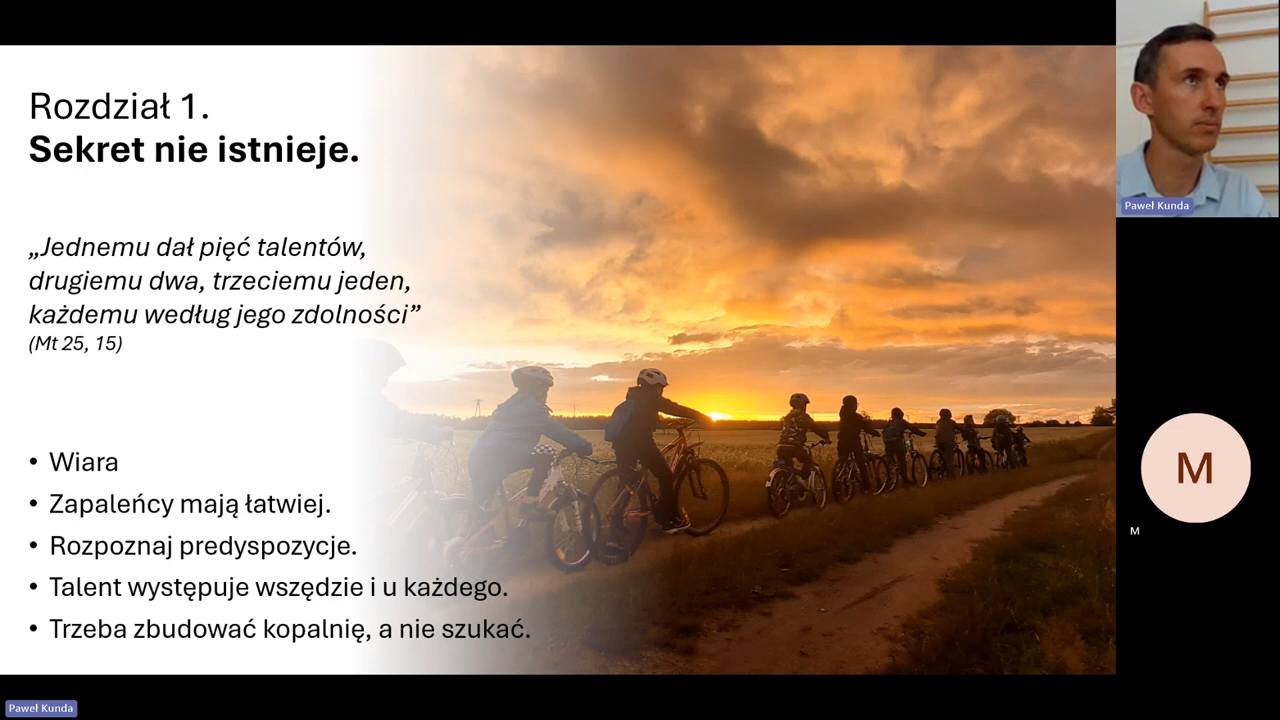 Rozdział 1.
Sekret nie istnieje.
„Jednemu dał pięć talentów,
drugiemu dwa, trzeciemu jeden,
każdemu według jego zdolności”
(Mt 25, 15)
• Wiara
• Zapaleńcy mają łatwiej.
• Rozpoznaj predyspozycje.
• Talent występuje wszędzie i u każdego.
• Trzeba zbudować kopalnię, a nie szukać.
Paweł Kunda
M
M
Paweł Kunda